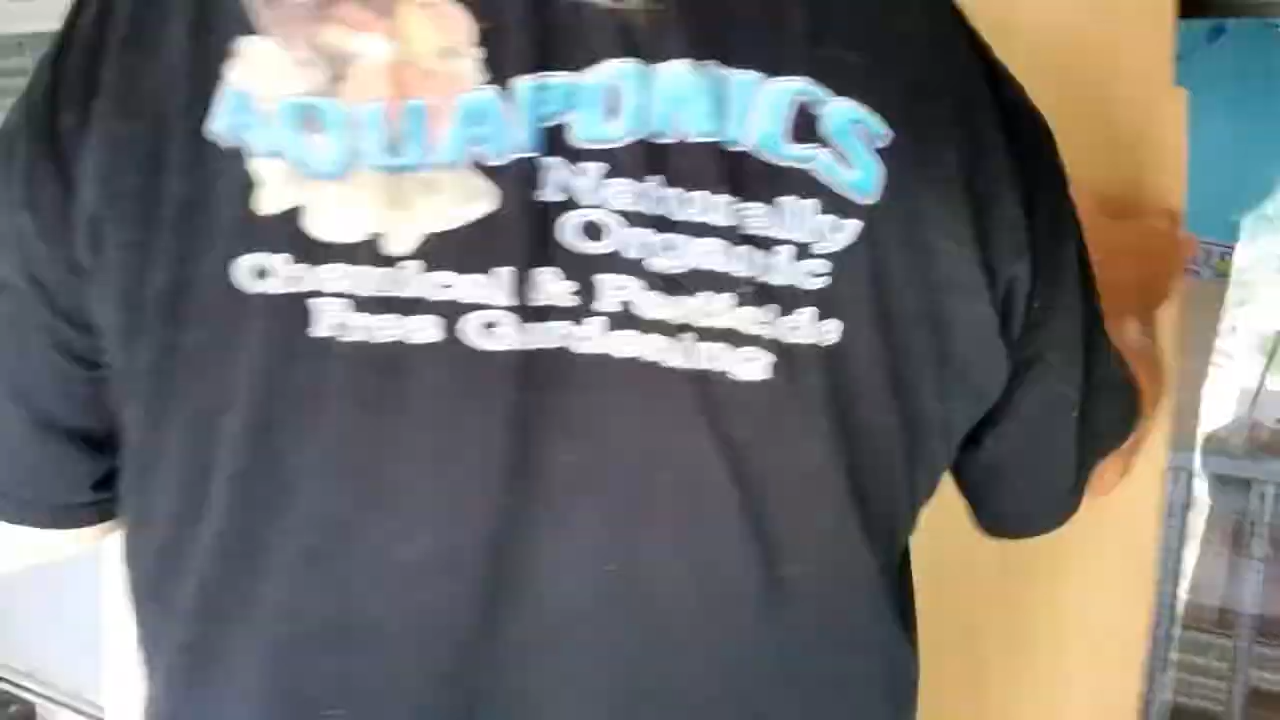 AQUAPONICS
Naturally
Organic
Chemical & Pesticide
Free Gardening